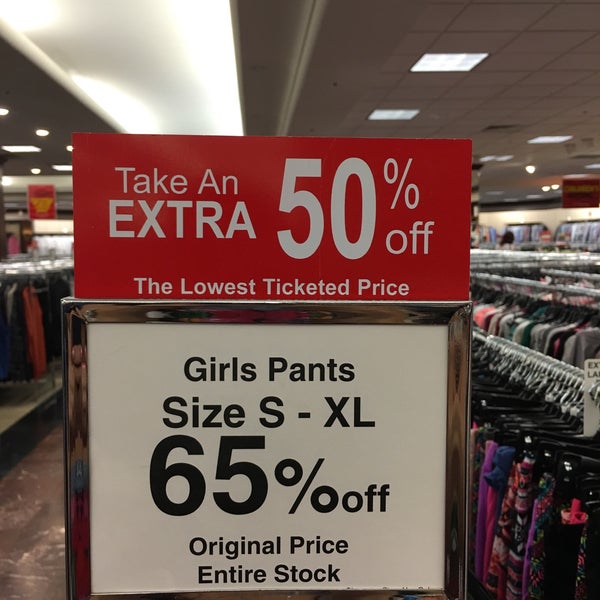 Take An
EXTRA 50% off
The Lowest Ticketed Price
Girls Pants
Size S - XL
65% off
Original Price
Entire Stock